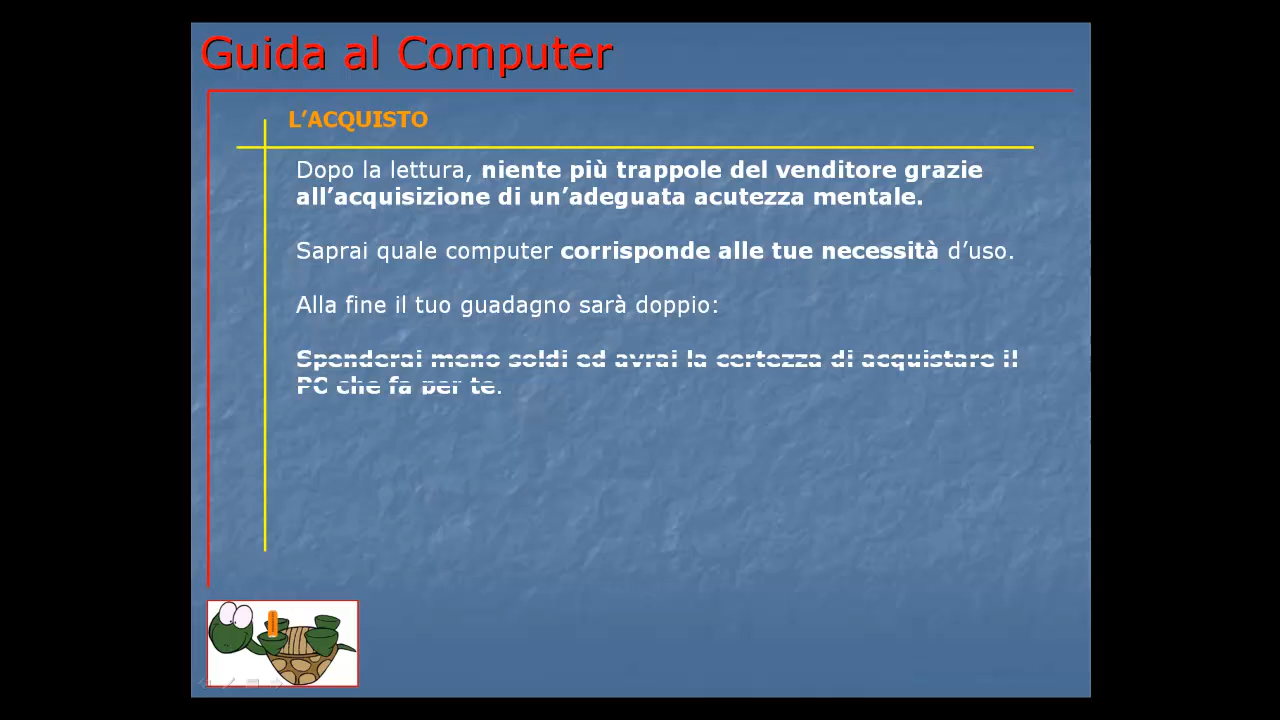 Guida al Computer
L’ACQUISTO
Dopo la lettura, niente più trappole del venditore grazie
all’acquisizione di un’adeguata acutezza mentale.
Saprai quale computer corrisponde alle tue necessità d’uso.
Alla fine il tuo guadagno sarà doppio:
Spenderai meno soldi ed avrai la certezza di acquistare il
PC che fa per te.